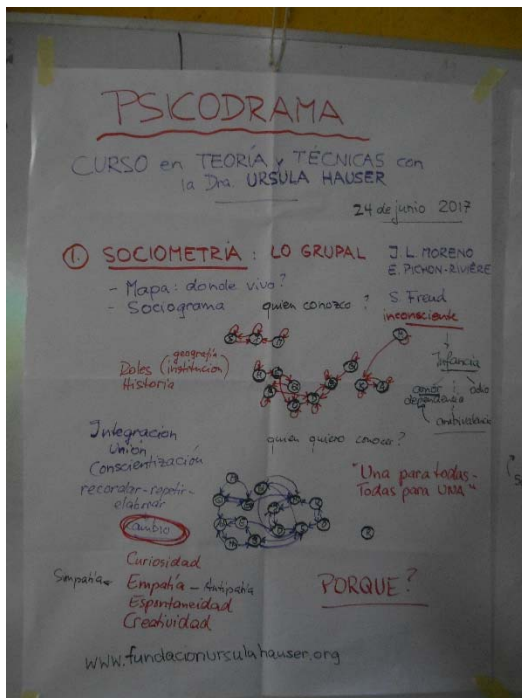 PSICODRAMA
CURSO en TEORÍA y TÉCNICAS con
la Dra. URSULA HAUSER
24 de junio 2017
1. SOCIOMETRÍA : LO GRUPAL
J. L. MORENO
E. PICHON-RIVIÈRE
- Mapa: donde vivo?
- Sociograma quien conozco?
S. Freud
inconsciente
Infancia
amor : odio
dependencia
ambivalencia
geografía
Roles (institución)
Historia
Integración
Unión
Conscientización
recordar-repetir-
elaborar
Cambio
quien quiero conocer?
"Una para todas-
Todas para UNA"
Curiosidad
Simpatía - Empatía - Antipatía
Espontaneidad
Creatividad
PORQUE?
www.fundacionursulahauser.org